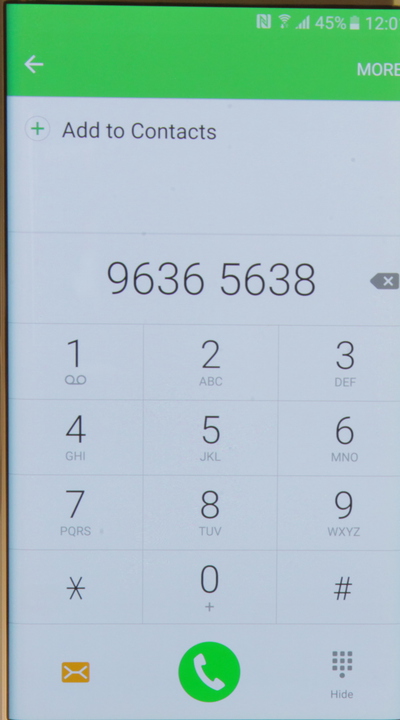 45% 12:0
MORE
Add to Contacts
9636 5638
1 2 3
ABC DEF
4 5 6
GHI JKL MNO
7 8 9
PQRS TUV WXYZ
* 0 #
+
Hide